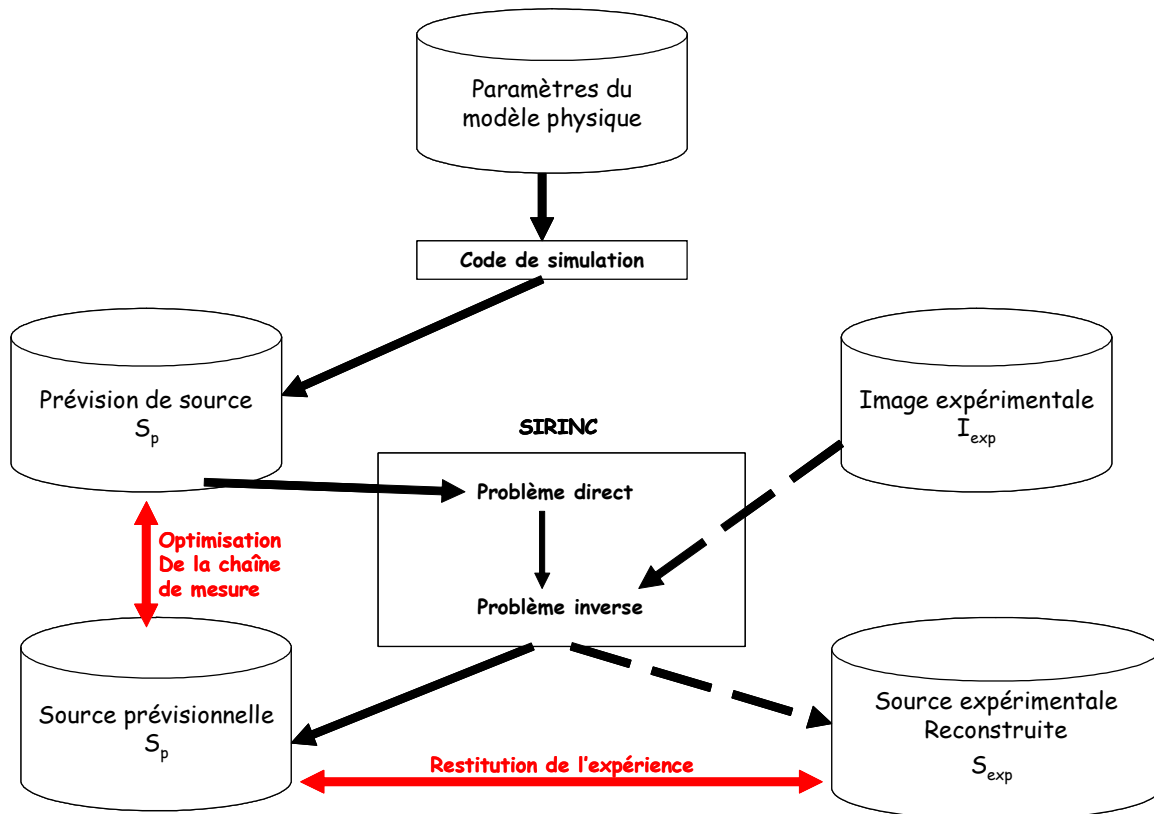 Paramètres du
modèle physique
Code de simulation
Prévision de source
Sp
Image expérimentale
Iexp
SIRINC
Problème direct
Optimisation
De la chaîne
de mesure
Problème inverse
Source prévisionnelle
Sp
Source expérimentale
Reconstruite
Sexp
Restitution de l'expérience